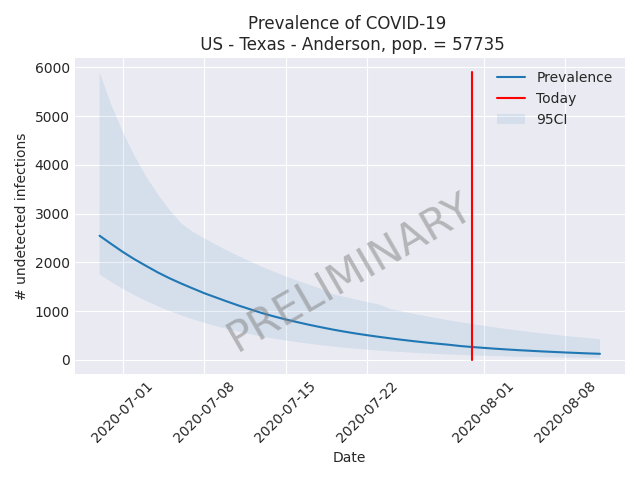 Prevalence of COVID-19
US - Texas - Anderson, pop. = 57735
6000
5000
4000
3000
2000
1000
0
# undetected infections
Prevalence
Today
95CI
PRELIMINARY
2020-07-01
2020-07-08
2020-07-15
2020-07-22
2020-08-01
2020-08-08
Date